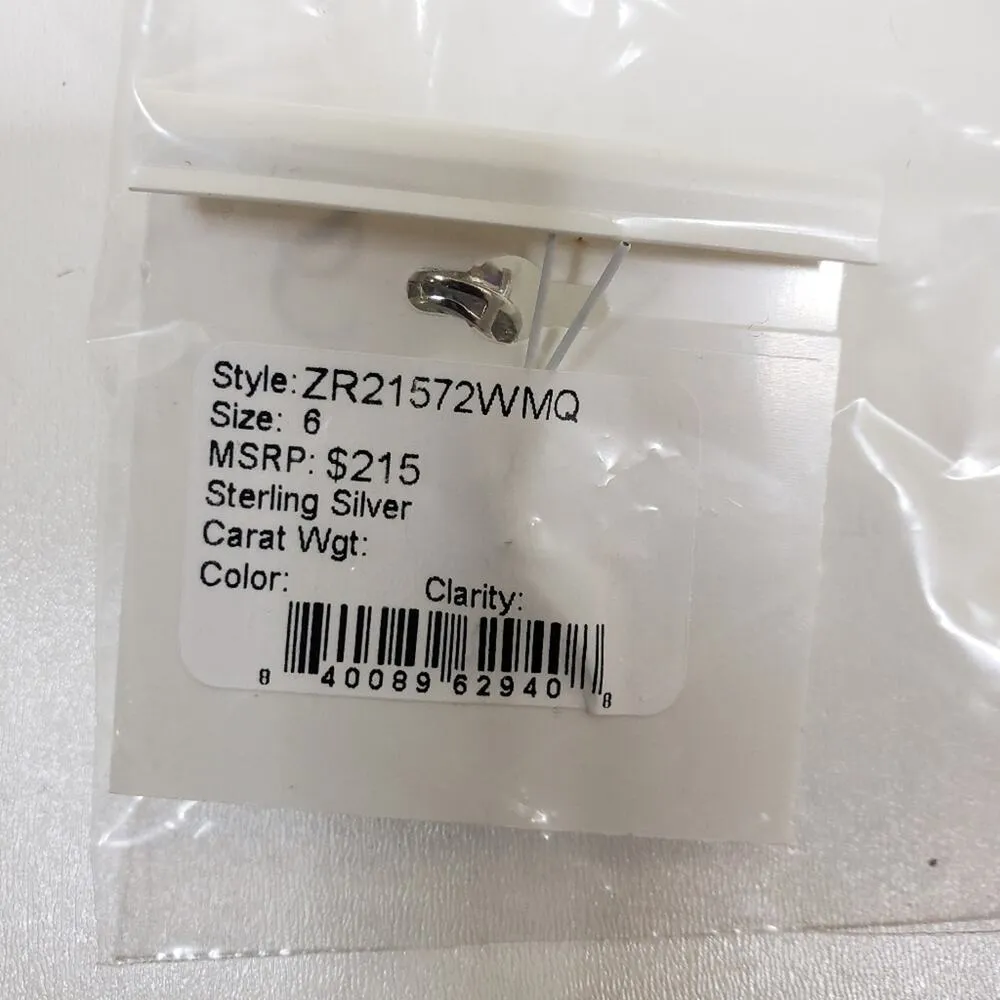 Style: ZR21572WMQ
Size: 6
MSRP: $215
Sterling Silver
Carat Wgt:
Color: Clarity:
8 40089 62940 8